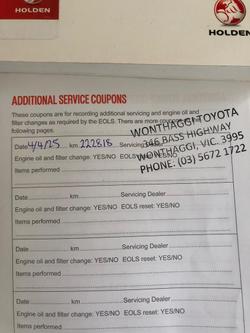 HOLDEN
HOLDEN
ADDITIONAL SERVICE COUPONS
These coupons are for recording additional servicing and engine oil and
filter changes as required by the EOLS. There are more coupons on
following pages.
WONTHAGGI TOYOTA
346 BASS HIGHWAY
WONTHAGGI, VIC. 3995
PHONE: (03) 5672 1722
Date 4/4/25 km 222818 Servicing Dealer
Engine oil and filter change: YES/NO EOLS reset: YES/NO
Items performed
Date km Servicing Dealer
Engine oil and filter change: YES/NO EOLS reset: YES/NO
Items performed
Date km Servicing Dealer
Engine oil and filter change: YES/NO EOLS reset: YES/NO
Items performed
Date km Servicing Dealer
Engine oil and filter change: YES/NO EOLS reset: YES/NO
Items performed